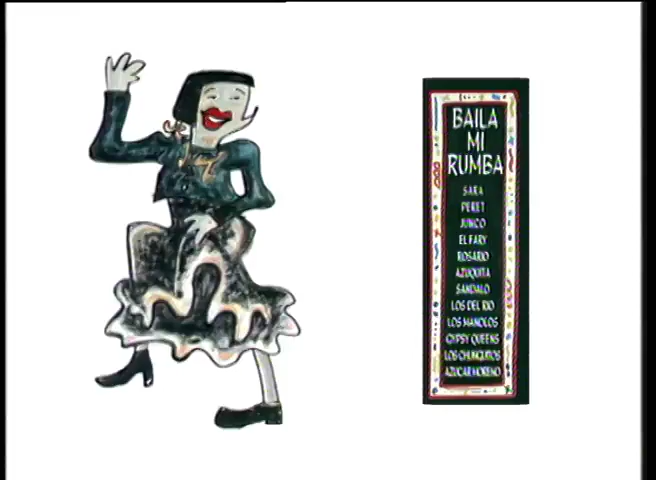 BAILA
MI
RUMBA
SARA
PERET
JUNCO
EL FARY
ROSARIO
AZUQUITA
SANDALO
LOS DEL RIO
LOS MANOLOS
GYPSY QUEENS
LOS CHUNGUITOS
AZUCAR MORENO